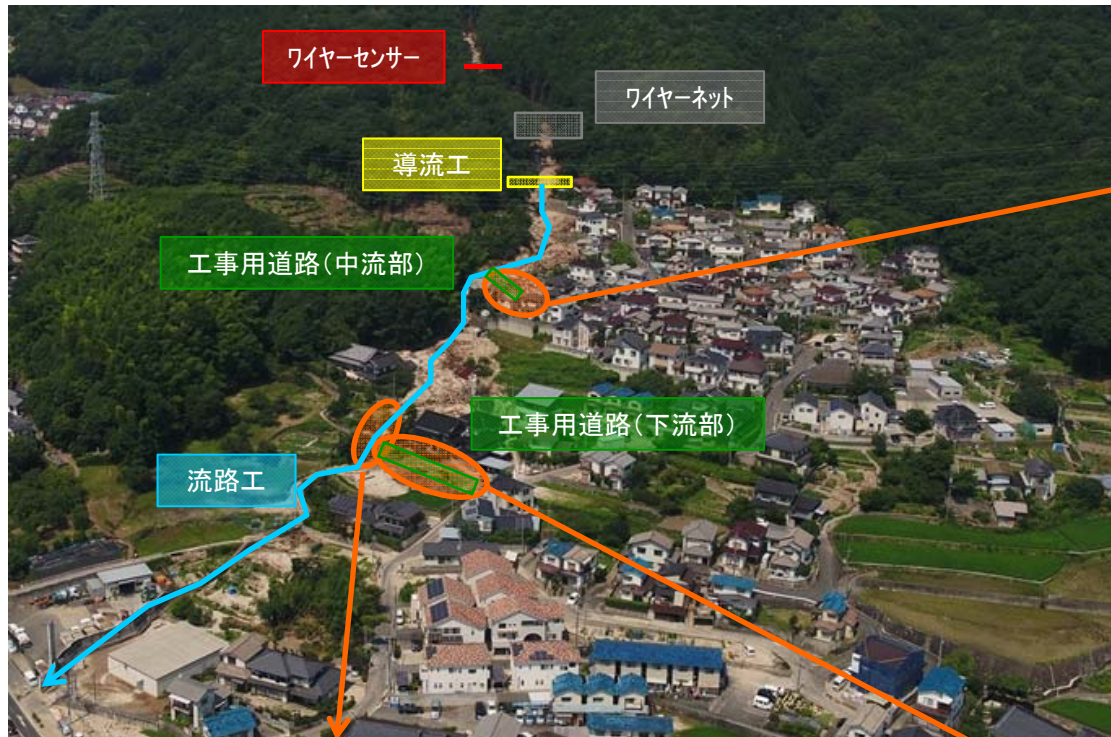 ワイヤーセンサー
ワイヤーネット
導流工
工事用道路(中流部)
工事用道路(下流部)
流路工